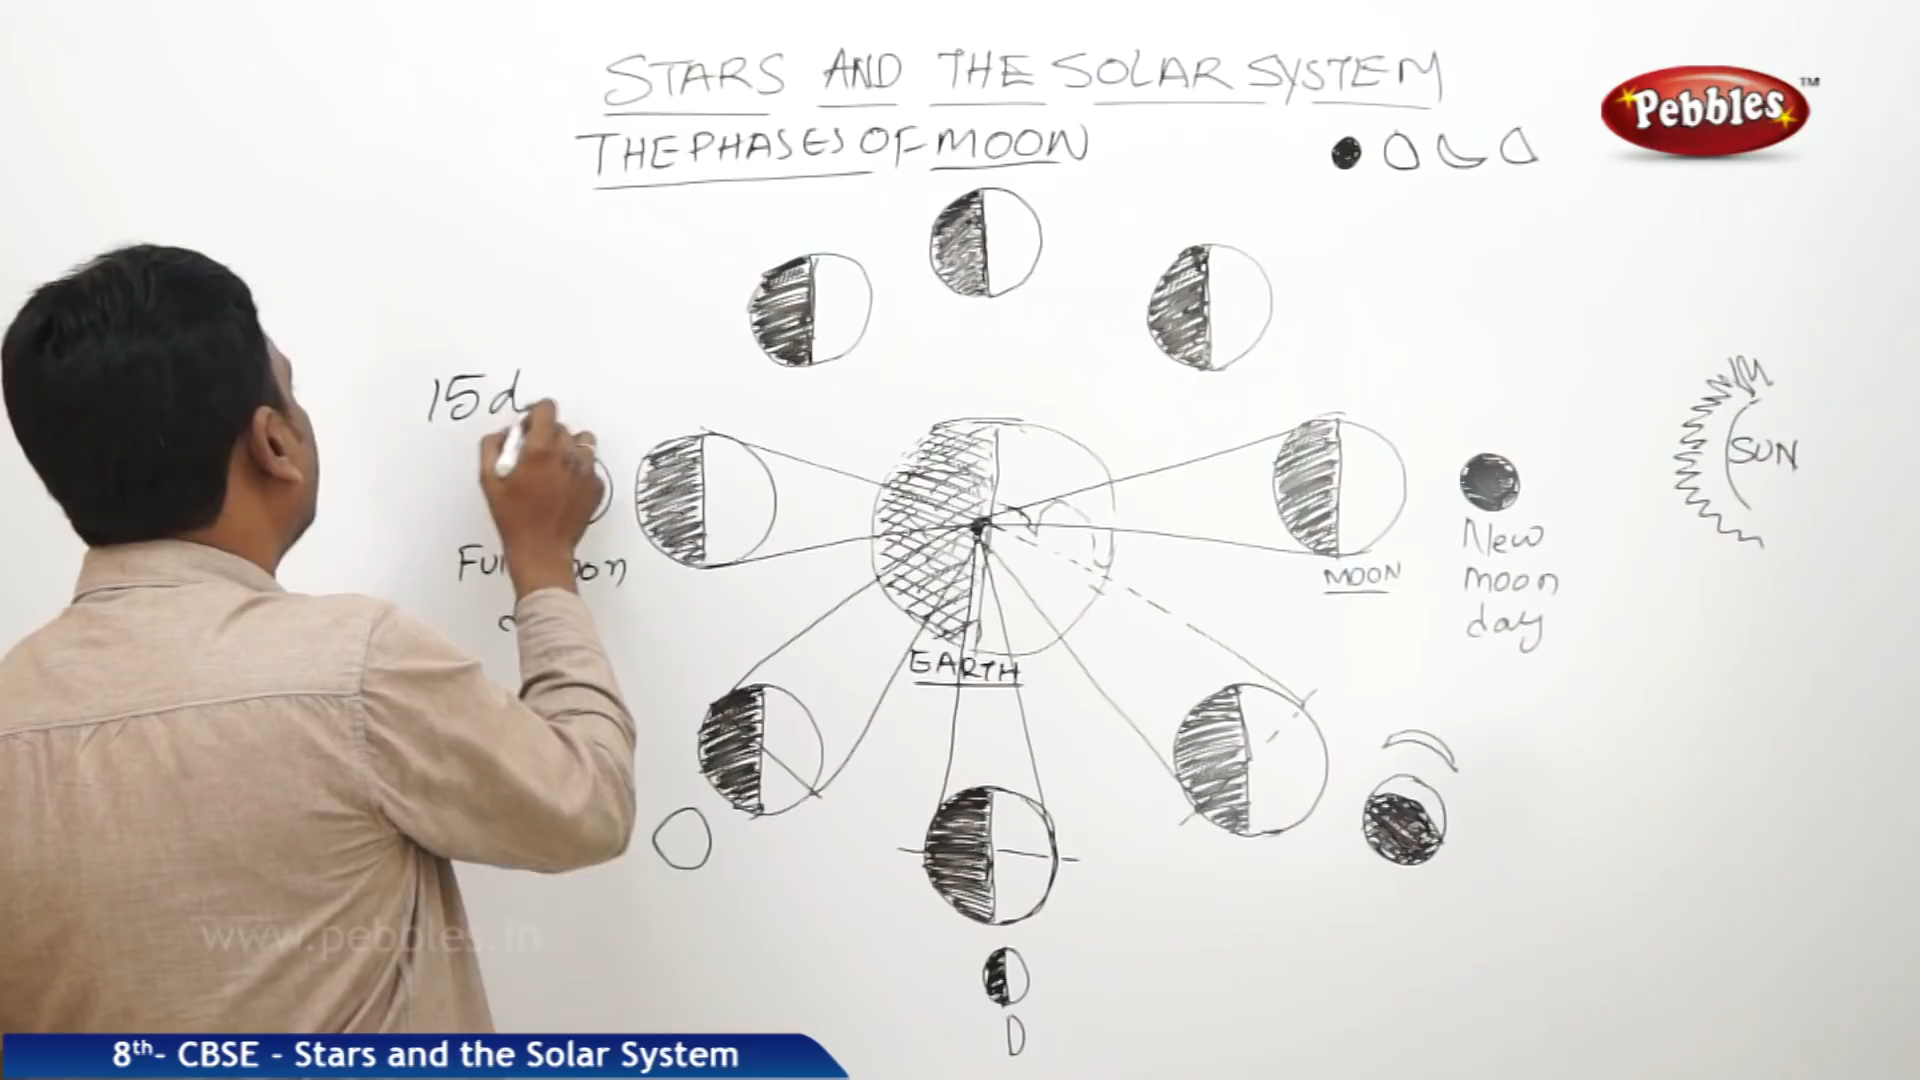 STARS AND THE SOLAR SYSTEM
THE PHASES OF MOON
Pebbles™
15d
SUN
New
moon
day
MOON
EARTH
D
www.pebbles.in
8th- CBSE - Stars and the Solar System